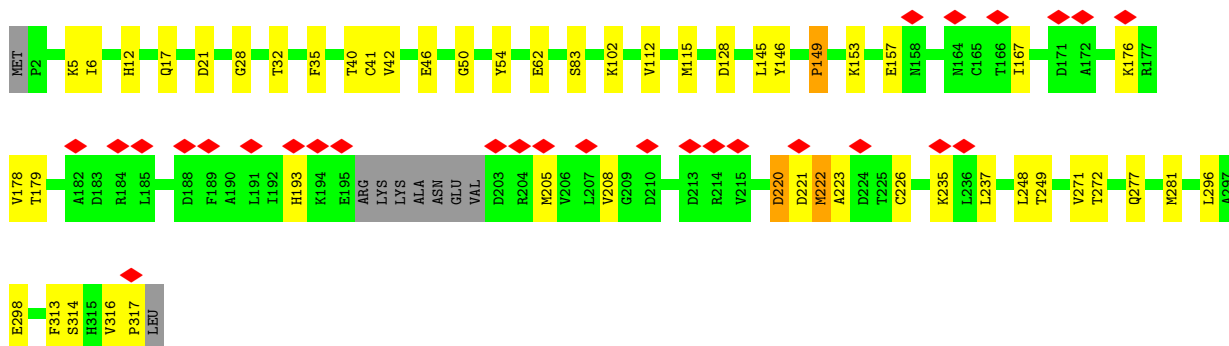 MET P2 K5 I6 H12 Q17 D21 G28 T32 F35 T40 C41 V42 E46 G50 Y54 E62 S83 K102 V112 M115 D128 L145 Y146 P149 K153 E157 N158 N164 C165 T166 I167 D171 A172 K176 R177
V178 T179 A182 D183 R184 L185 D188 F189 A190 L191 I192 H193 K194 E195 ARG LYS LYS ALA ASN GLU VAL D203 R204 M205 V206 L207 V208 G209 D210 D213 R214 V215 D220 D221 M222 A223 D224 T225 C226 K235 L236 L237 L248 T249 V271 T272 Q277 M281 L296 A297
E298 F313 S314 H315 V316 P317 LEU